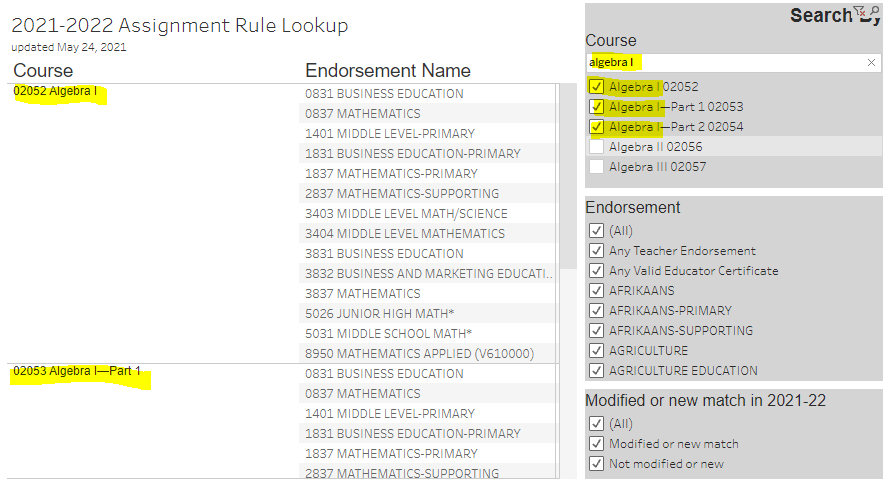 2021-2022 Assignment Rule Lookup
updated May 24, 2021
Course
Endorsement Name
02052 Algebra I
0831 BUSINESS EDUCATION
0837 MATHEMATICS
1401 MIDDLE LEVEL-PRIMARY
1831 BUSINESS EDUCATION-PRIMARY
1837 MATHEMATICS-PRIMARY
2837 MATHEMATICS-SUPPORTING
3403 MIDDLE LEVEL MATH/SCIENCE
3404 MIDDLE LEVEL MATHEMATICS
3831 BUSINESS EDUCATION
3832 BUSINESS AND MARKETING EDUCATI..
3837 MATHEMATICS
5026 JUNIOR HIGH MATH*
5031 MIDDLE SCHOOL MATH*
8950 MATHEMATICS APPLIED (V610000)
02053 Algebra I—Part 1
0831 BUSINESS EDUCATION
0837 MATHEMATICS
1401 MIDDLE LEVEL-PRIMARY
1831 BUSINESS EDUCATION-PRIMARY
1837 MATHEMATICS-PRIMARY
2837 MATHEMATICS-SUPPORTING
Search
Course
algebra I
Algebra I 02052
Algebra I—Part 1 02053
Algebra I—Part 2 02054
Algebra II 02056
Algebra III 02057
Endorsement
(All)
Any Teacher Endorsement
Any Valid Educator Certificate
AFRIKAANS
AFRIKAANS-PRIMARY
AFRIKAANS-SUPPORTING
AGRICULTURE
AGRICULTURE EDUCATION
Modified or new match in 2021-22
(All)
Modified or new match
Not modified or new